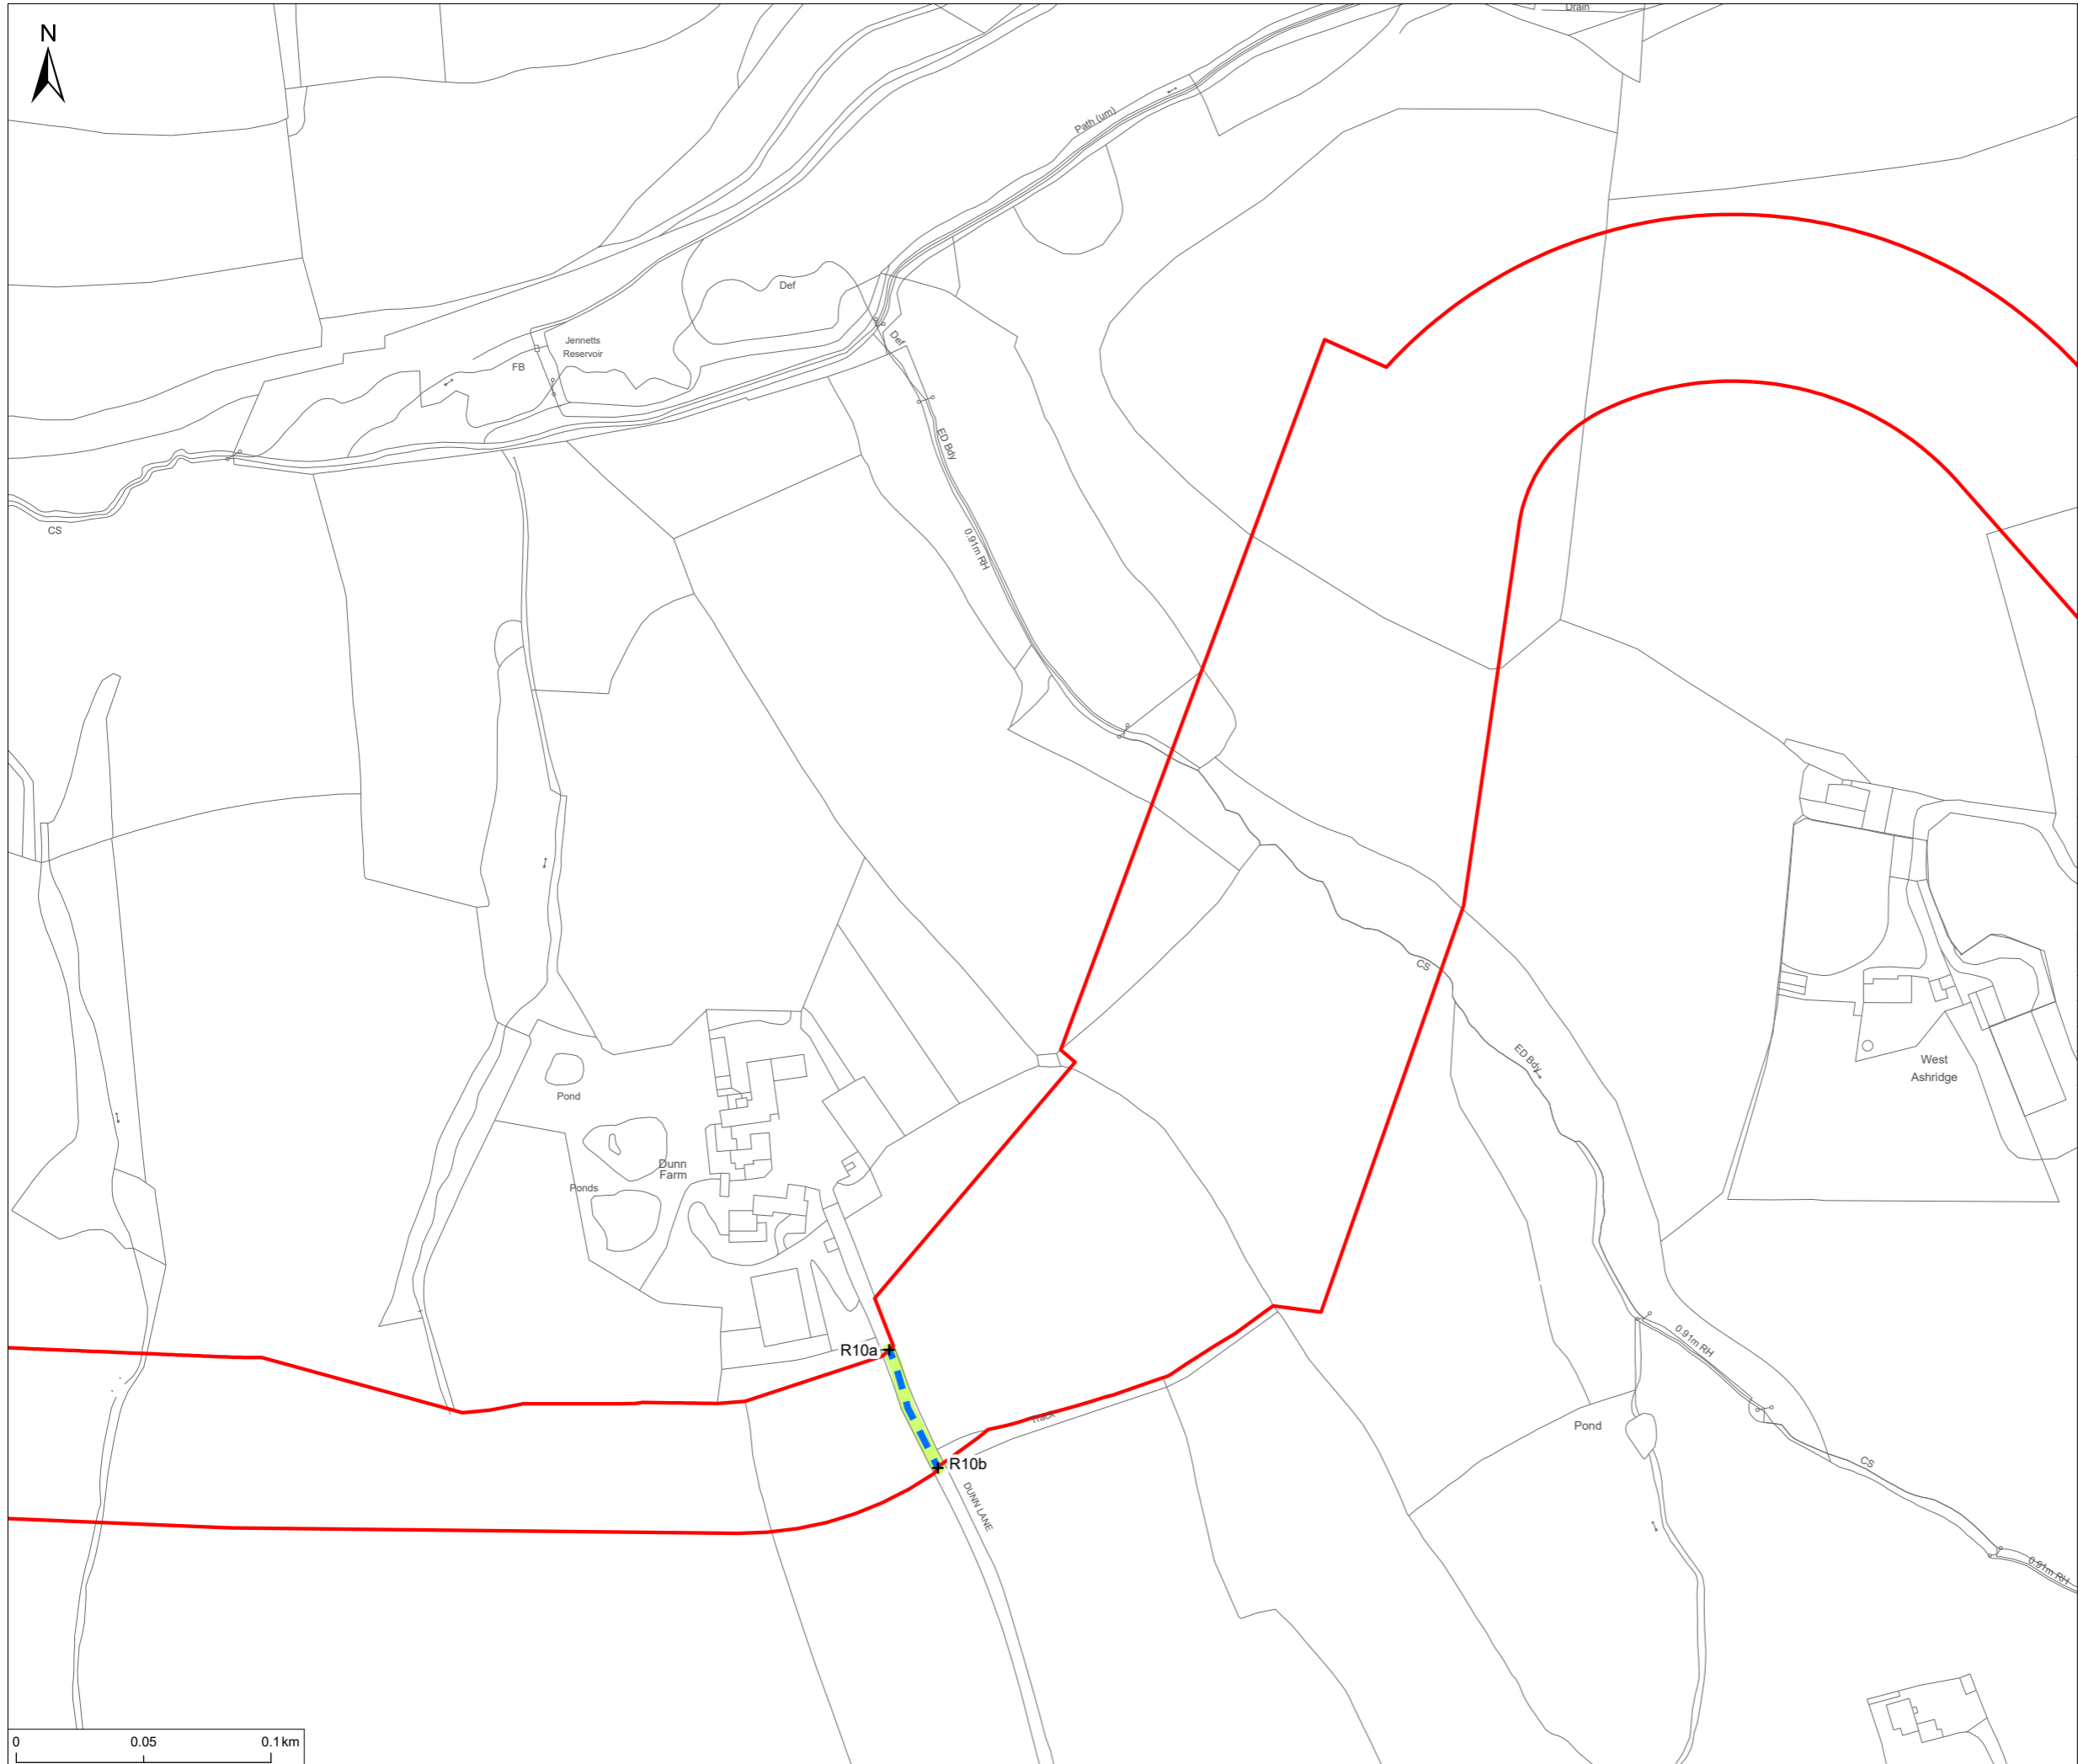 Drain
N
Path (um)
Def
Def
Jennetts
Reservoir
FB
ED Bdy
CS
0.91m RH
CS
ED Bdy
West
Ashridge
Pond
Dunn
Farm
Ponds
0.91m RH
R10a
Track
Pond
R10b
CS
DUNN LANE
0.91m RH
0 0.05 0.1 km